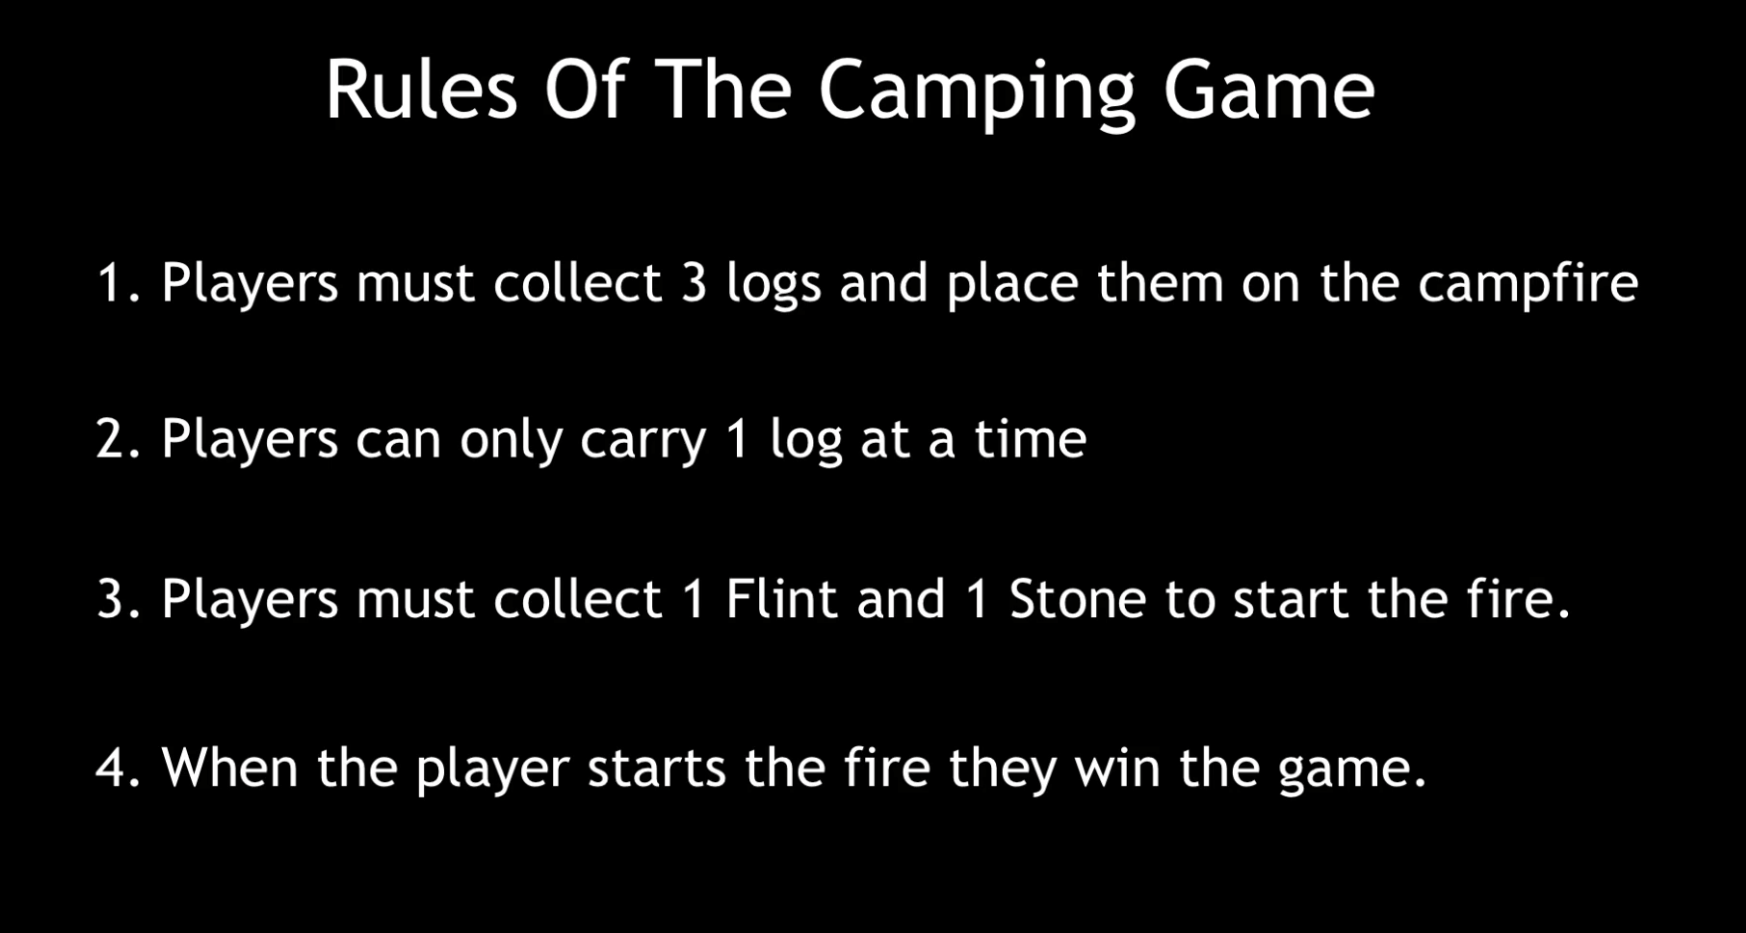 Rules Of The Camping Game
1. Players must collect 3 logs and place them on the campfire
2. Players can only carry 1 log at a time
3. Players must collect 1 Flint and 1 Stone to start the fire.
4. When the player starts the fire they win the game.